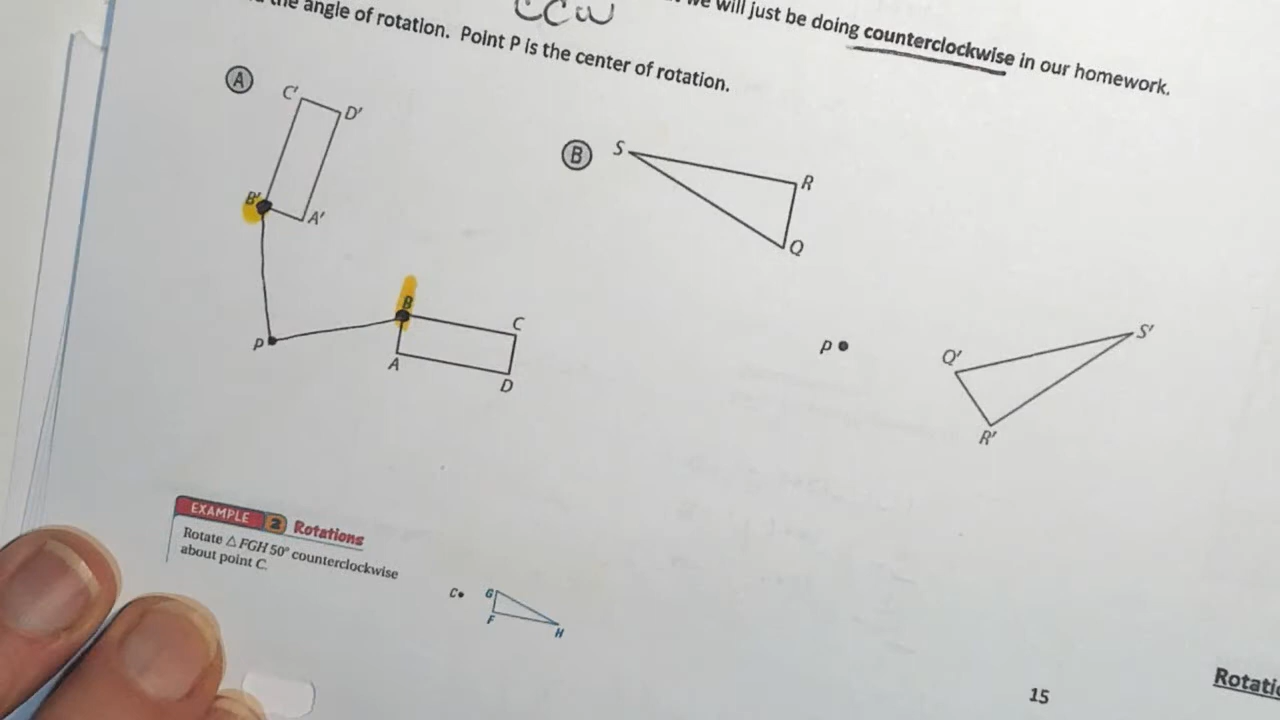 CCW
we will just be doing counterclockwise in our homework.
the angle of rotation. Point P is the center of rotation.
A
C'
D'
B'
A'
B
C
P
A
D
B
S
R
Q
P
Q'
S'
R'
EXAMPLE 2 Rotations
Rotate △FGH 50° counterclockwise
about point C.
C
G
F
H
15